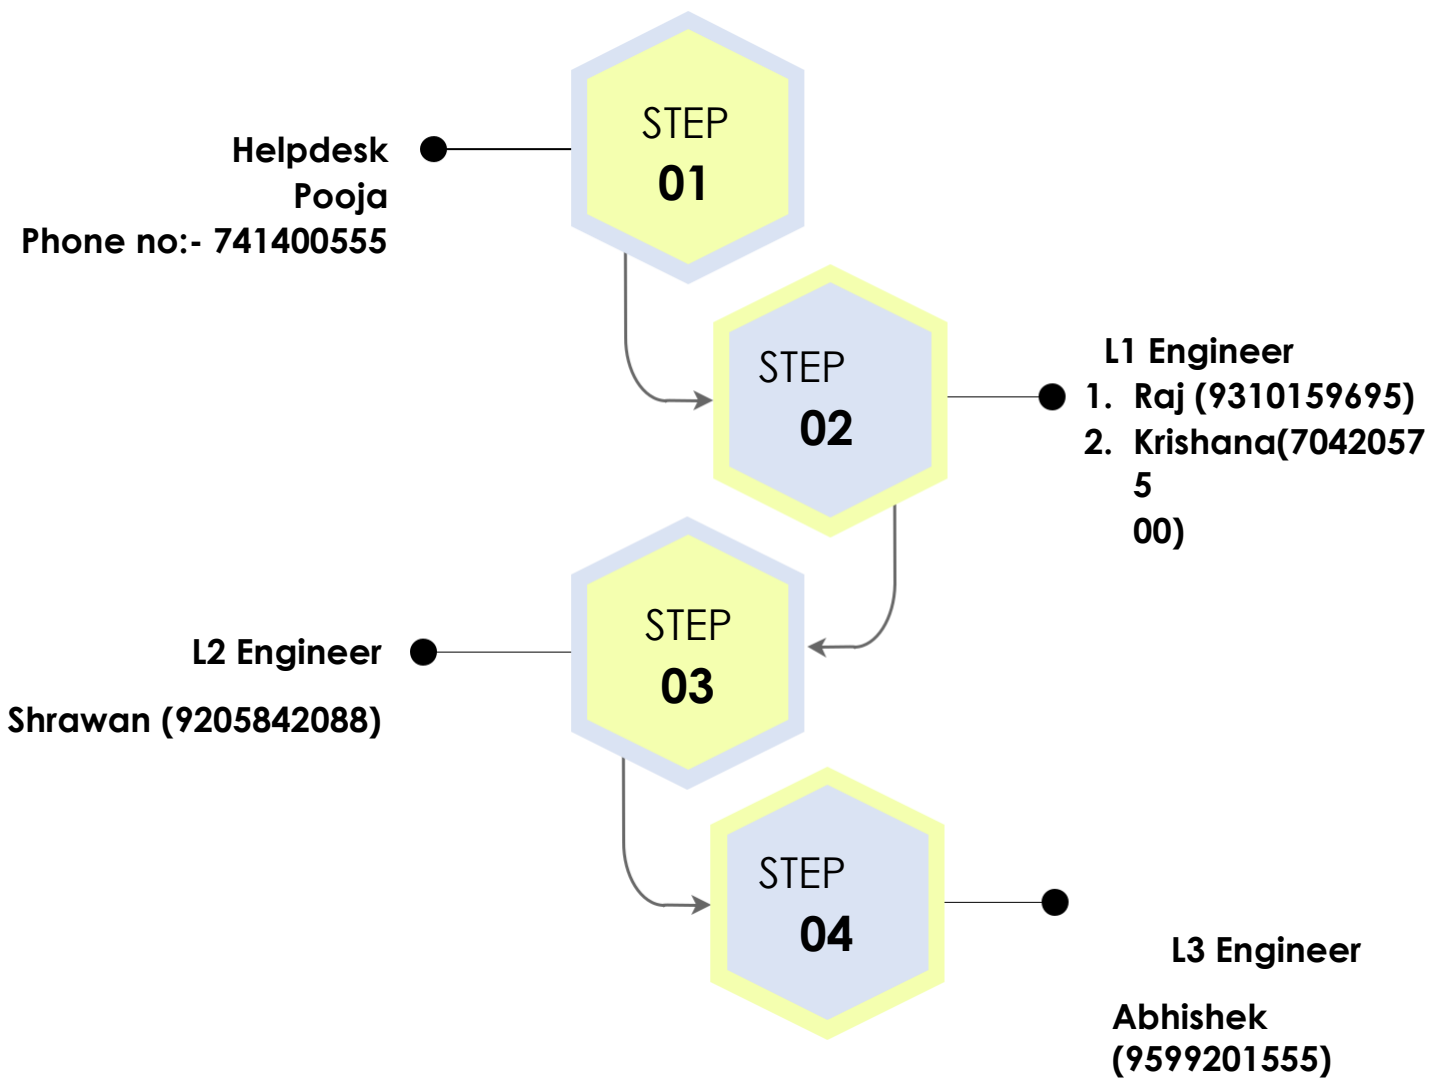 STEP
01
Helpdesk
Pooja
Phone no:- 741400555
STEP
02
L1 Engineer
1. Raj (9310159695)
2. Krishana(7042057
5
00)
STEP
03
L2 Engineer
Shrawan (9205842088)
STEP
04
L3 Engineer
Abhishek
(9599201555)